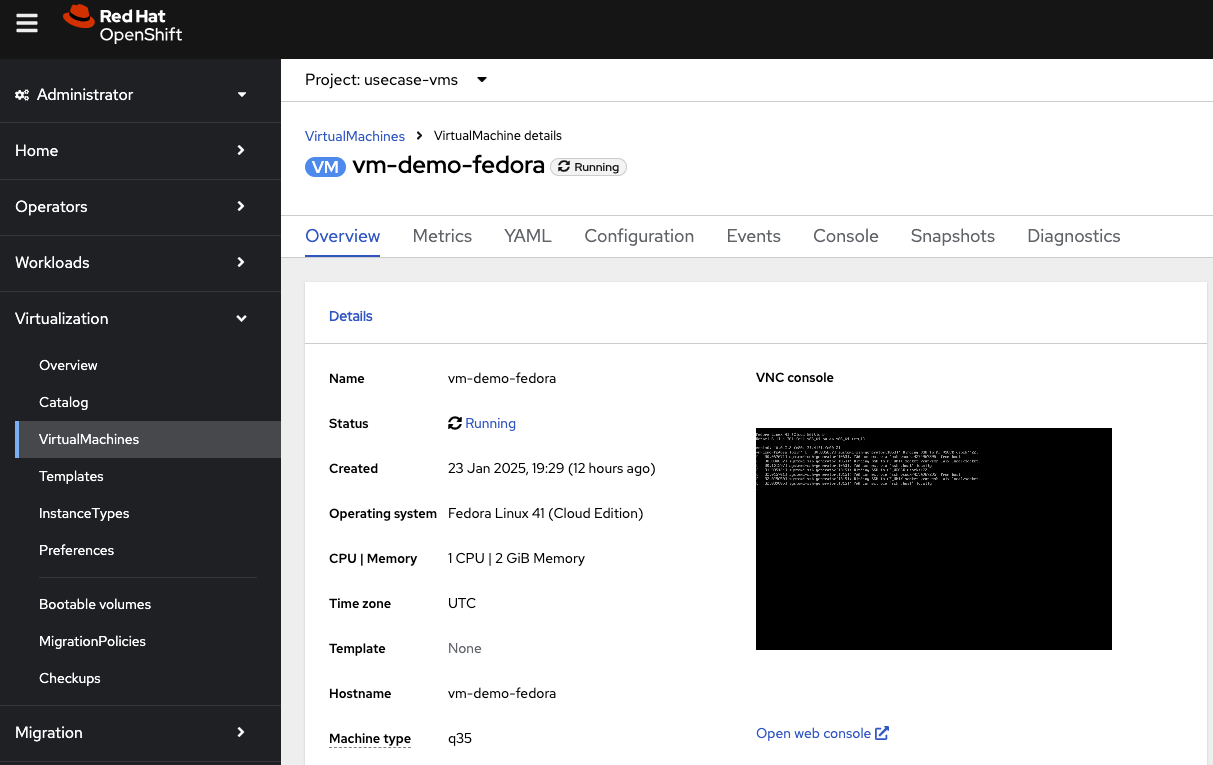 Red Hat
OpenShift
Administrator
Home
Operators
Workloads
Virtualization
Overview
Catalog
VirtualMachines
Templates
InstanceTypes
Preferences
Bootable volumes
MigrationPolicies
Checkups
Migration
Project: usecase-vms
VirtualMachines > VirtualMachine details
VM vm-demo-fedora Running
Overview Metrics YAML Configuration Events Console Snapshots Diagnostics
Details
Name vm-demo-fedora
Status Running
Created 23 Jan 2025, 19:29 (12 hours ago)
Operating system Fedora Linux 41 (Cloud Edition)
CPU | Memory 1 CPU | 2 GiB Memory
Time zone UTC
Template None
Hostname vm-demo-fedora
Machine type q35
VNC console
Open web console